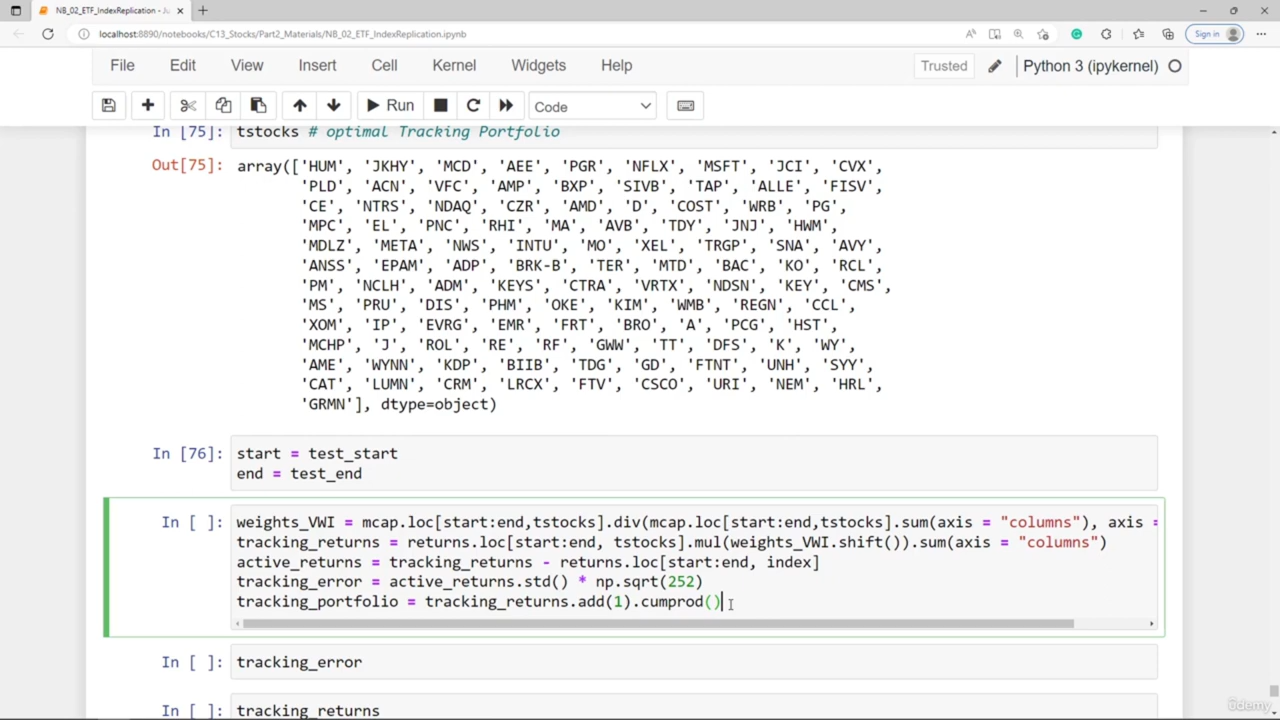 NB_02_ETF_IndexReplication - Ju
localhost:8890/notebooks/C13_Stocks/Part2_Materials/NB_02_ETF_IndexReplication.ipynb
Sign in
File Edit View Insert Cell Kernel Widgets Help
Trusted
Python 3 (ipykernel)
Run
Code
In [75]: tstocks # optimal Tracking Portfolio
Out[75]: array(['HUM', 'JKHY', 'MCD', 'AEE', 'PGR', 'NFLX', 'MSFT', 'JCI', 'CVX',
'PLD', 'ACN', 'VFC', 'AMP', 'BXP', 'SIVB', 'TAP', 'ALLE', 'FISV',
'CE', 'NTRS', 'NDAQ', 'CZR', 'AMD', 'D', 'COST', 'WRB', 'PG',
'MPC', 'EL', 'PNC', 'RHI', 'MA', 'AVB', 'TDY', 'JNJ', 'HWM',
'MDLZ', 'META', 'NWS', 'INTU', 'MO', 'XEL', 'TRGP', 'SNA', 'AVY',
'ANSS', 'EPAM', 'ADP', 'BRK-B', 'TER', 'MTD', 'BAC', 'KO', 'RCL',
'PM', 'NCLH', 'ADM', 'KEYS', 'CTRA', 'VRTX', 'NDSN', 'KEY', 'CMS',
'MS', 'PRU', 'DIS', 'PHM', 'OKE', 'KIM', 'WMB', 'REGN', 'CCL',
'XOM', 'IP', 'EVRG', 'EMR', 'FRT', 'BRO', 'A', 'PCG', 'HST',
'MCHP', 'J', 'ROL', 'RE', 'RF', 'GWW', 'TT', 'DFS', 'K', 'WY',
'AME', 'WYNN', 'KDP', 'BIIB', 'TDG', 'GD', 'FTNT', 'UNH', 'SYY',
'CAT', 'LUMN', 'CRM', 'LRCX', 'FTV', 'CSCO', 'URI', 'NEM', 'HRL',
'GRMN'], dtype=object)
In [76]: start = test_start
end = test_end
In [ ]: weights_VWI = mcap.loc[start:end,tstocks].div(mcap.loc[start:end,tstocks].sum(axis = "columns"), axis =
tracking_returns = returns.loc[start:end, tstocks].mul(weights_VWI.shift()).sum(axis = "columns")
active_returns = tracking_returns - returns.loc[start:end, index]
tracking_error = active_returns.std() * np.sqrt(252)
tracking_portfolio = tracking_returns.add(1).cumprod()
In [ ]: tracking_error
In [ ]: tracking_returns
ûdemy